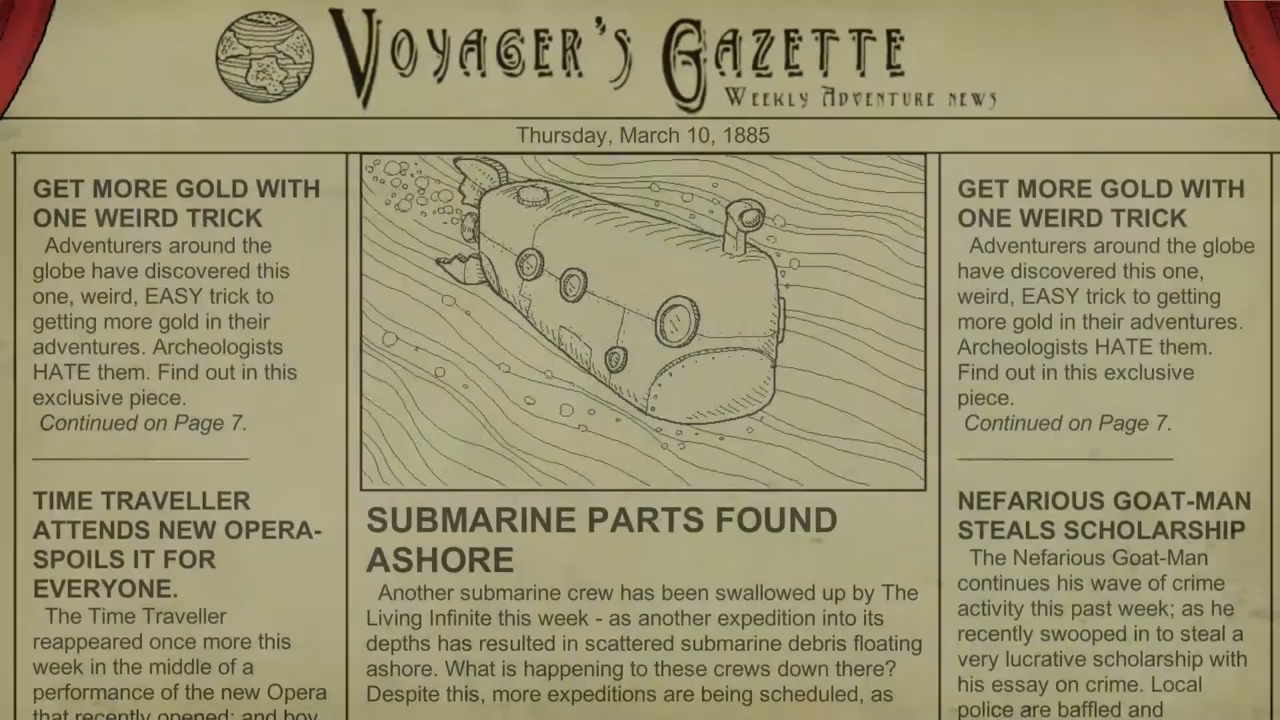 VOYAGER'S GAZETTE
WEEKLY ADVENTURE NEWS
Thursday, March 10, 1885
GET MORE GOLD WITH
ONE WEIRD TRICK
Adventurers around the
globe have discovered this
one, weird, EASY trick to
getting more gold in their
adventures. Archeologists
HATE them. Find out in this
exclusive piece.
Continued on Page 7.
TIME TRAVELLER
ATTENDS NEW OPERA-
SPOILS IT FOR
EVERYONE.
The Time Traveller
reappeared once more this
week in the middle of a
performance of the new Opera
that recently opened; and boy,
SUBMARINE PARTS FOUND
ASHORE
Another submarine crew has been swallowed up by The
Living Infinite this week - as another expedition into its
depths has resulted in scattered submarine debris floating
ashore. What is happening to these crews down there?
Despite this, more expeditions are being scheduled, as
GET MORE GOLD WITH
ONE WEIRD TRICK
Adventurers around the globe
have discovered this one,
weird, EASY trick to getting
more gold in their adventures.
Archeologists HATE them.
Find out in this exclusive
piece.
Continued on Page 7.
NEFARIOUS GOAT-MAN
STEALS SCHOLARSHIP
The Nefarious Goat-Man
continues his wave of crime
activity this past week; as he
recently swooped in to steal a
very lucrative scholarship with
his essay on crime. Local
police are baffled and